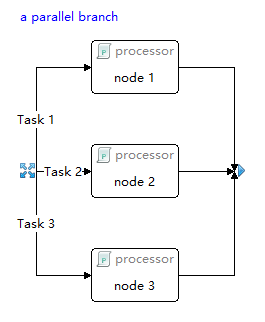 a parallel branch
processor
node 1
Task 1
processor
Task 2
node 2
Task 3
processor
node 3